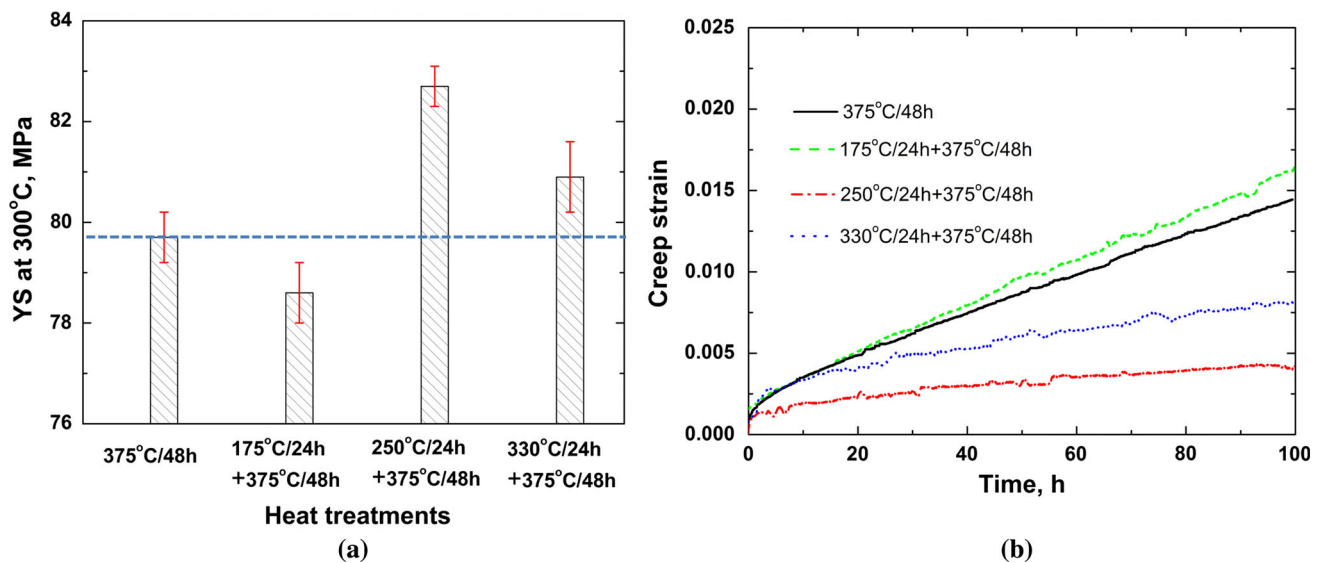 84
82
80
78
76
YS at 300°C, MPa
375°C/48h
175°C/24h
+375°C/48h
250°C/24h
+375°C/48h
330°C/24h
+375°C/48h
Heat treatments
(a)
0.025
0.020
0.015
0.010
0.005
0.000
Creep strain
375°C/48h
175°C/24h+375°C/48h
250°C/24h+375°C/48h
330°C/24h+375°C/48h
0
20
40
60
80
100
Time, h
(b)